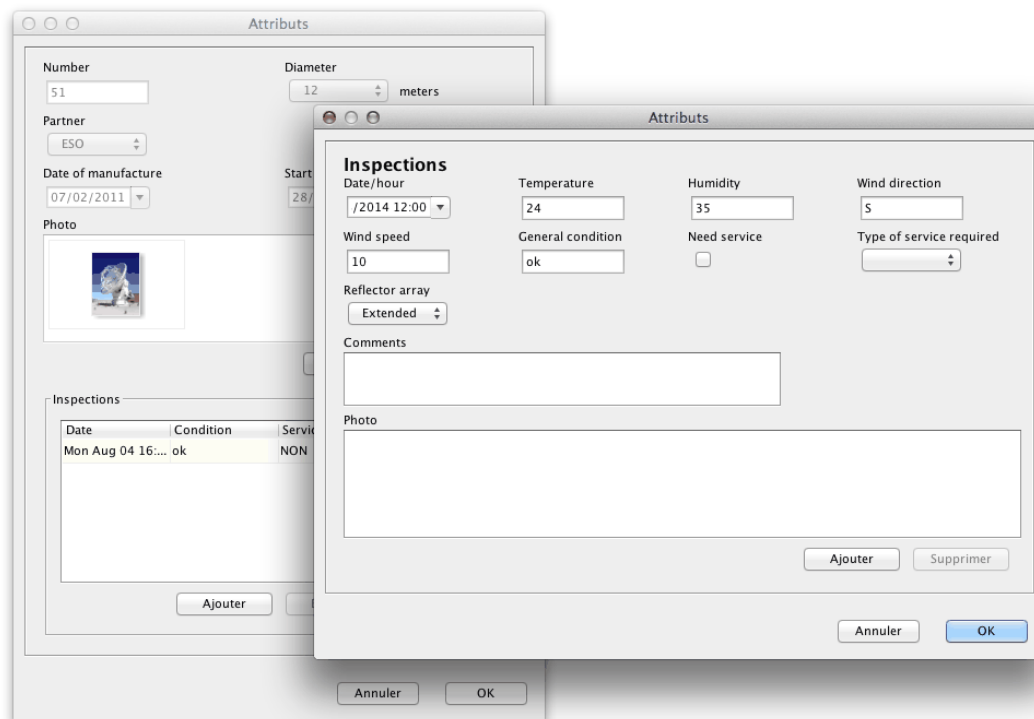 Attributs
Number
Diameter
51
12
meters
Partner
ESO
Date of manufacture
Start
07/02/2011
28/
Photo
Inspections
Date
Condition
Servic
Mon Aug 04 16:...
ok
NON
Ajouter
Annuler
OK
Attributs
Inspections
Date/hour
Temperature
Humidity
Wind direction
/2014 12:00
24
35
S
Wind speed
General condition
Need service
Type of service required
10
ok
Reflector array
Extended
Comments
Photo
Ajouter
Supprimer
Annuler
OK